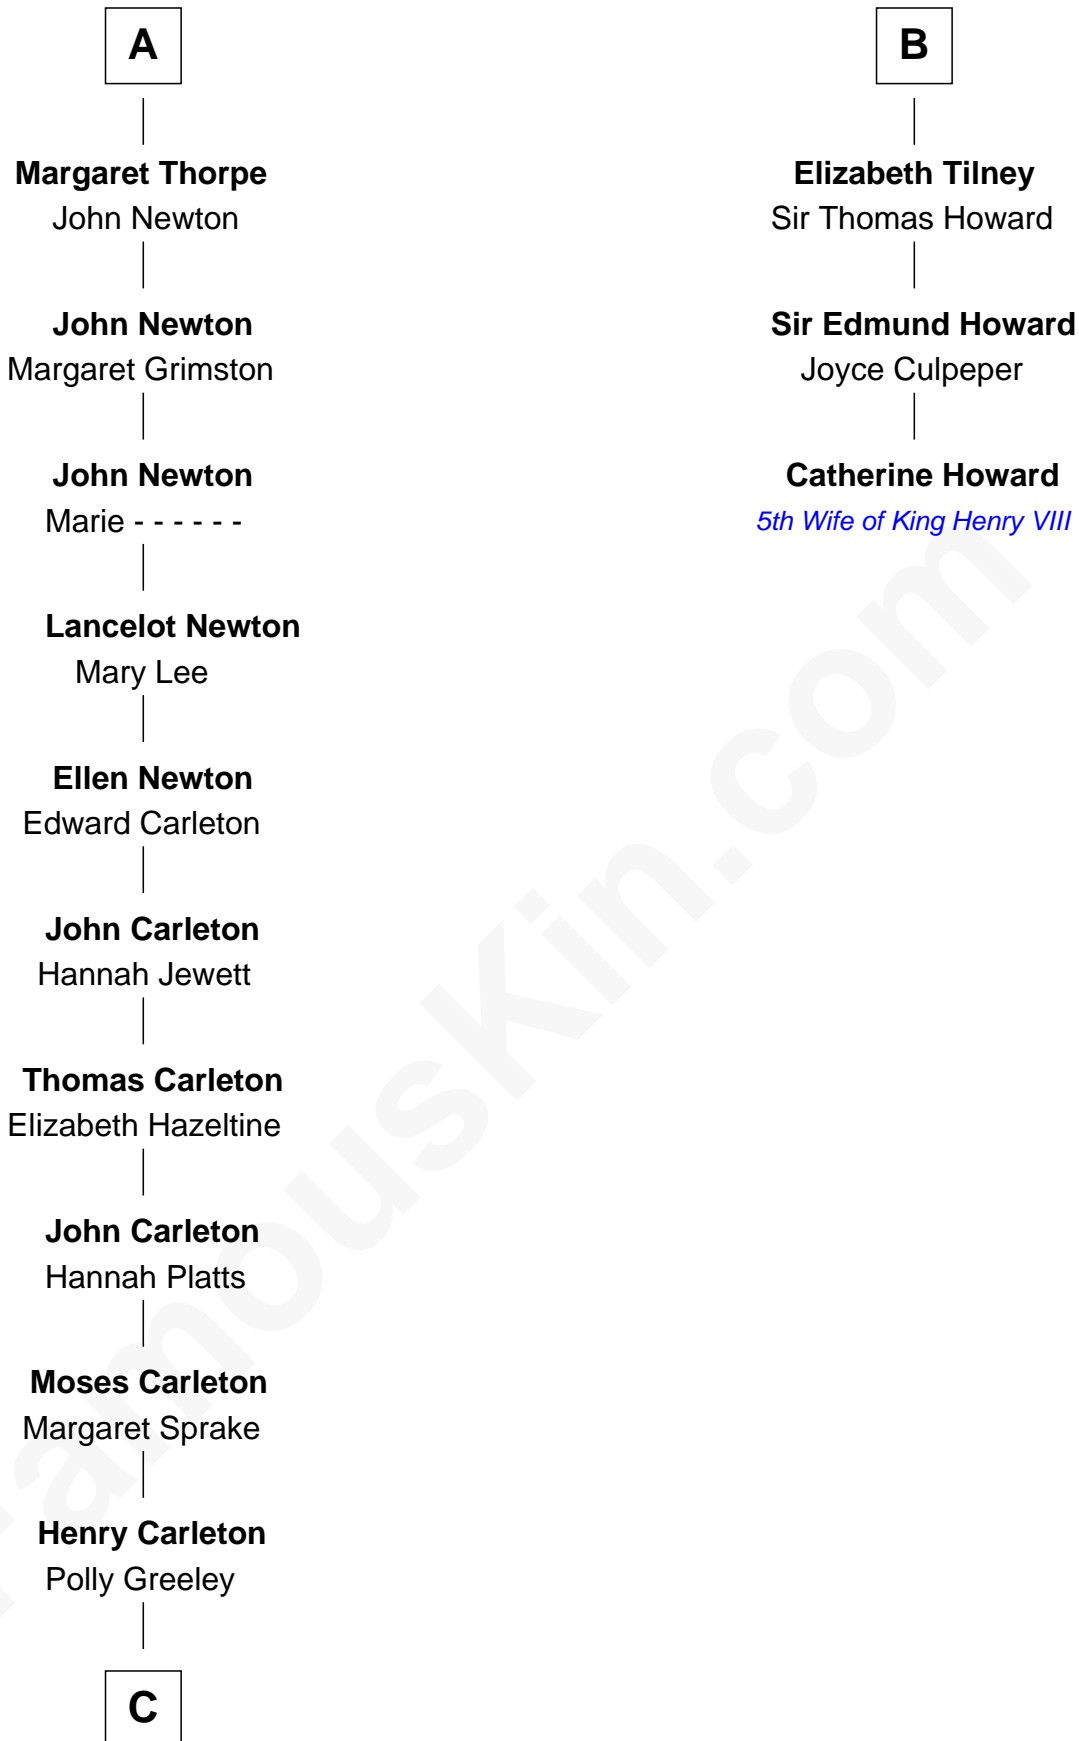 A
Margaret Thorpe
John Newton
John Newton
Margaret Grimston
John Newton
Marie - - - - - -
Lancelot Newton
Mary Lee
Ellen Newton
Edward Carleton
John Carleton
Hannah Jewett
Thomas Carleton
Elizabeth Hazeltine
John Carleton
Hannah Platts
Moses Carleton
Margaret Sprake
Henry Carleton
Polly Greeley
C
B
Elizabeth Tilney
Sir Thomas Howard
Sir Edmund Howard
Joyce Culpeper
Catherine Howard
5th Wife of King Henry VIII
FamousKin.com